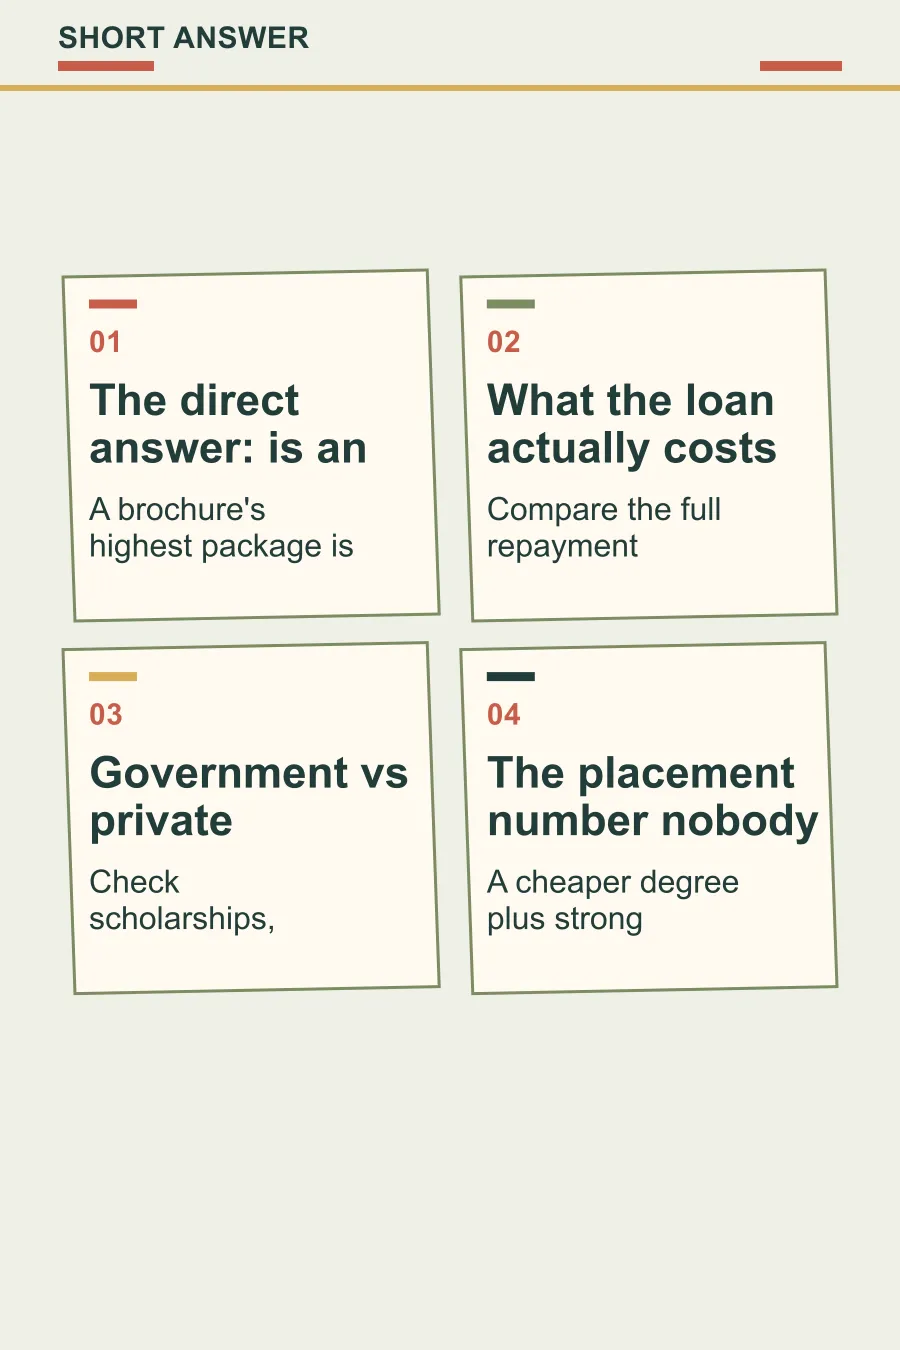 SHORT ANSWER
01
The direct
answer: is an
A brochure's
highest package is
02
What the loan
actually costs
Compare the full
repayment
03
Government vs
private
Check
scholarships,
04
The placement
number nobody
A cheaper degree
plus strong